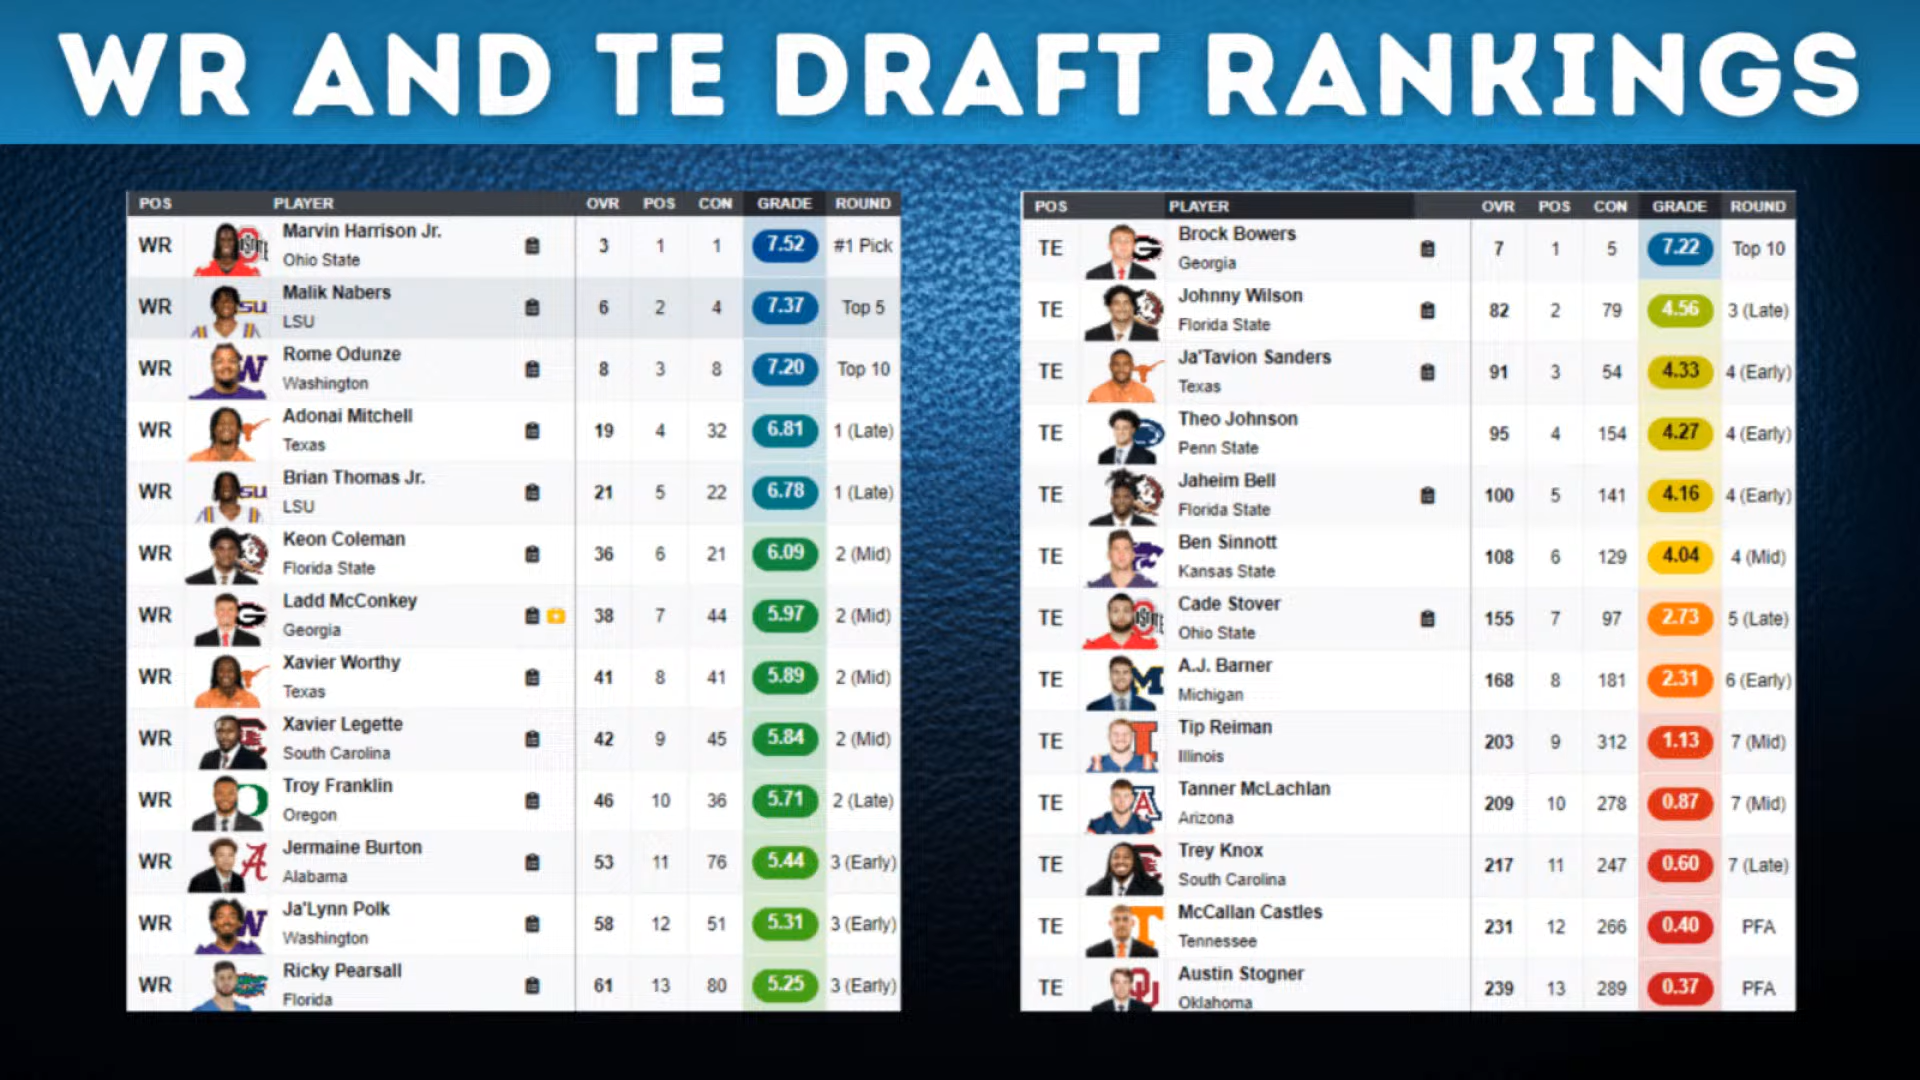 WR AND TE DRAFT RANKINGS
POS PLAYER OVR POS CON GRADE ROUND
WR Marvin Harrison Jr. Ohio State 3 1 1 7.52 #1 Pick
WR Malik Nabers LSU 6 2 4 7.37 Top 5
WR Rome Odunze Washington 8 3 8 7.20 Top 10
WR Adonai Mitchell Texas 19 4 32 6.81 1 (Late)
WR Brian Thomas Jr. LSU 21 5 22 6.78 1 (Late)
WR Keon Coleman Florida State 36 6 21 6.09 2 (Mid)
WR Ladd McConkey Georgia 38 7 44 5.97 2 (Mid)
WR Xavier Worthy Texas 41 8 41 5.89 2 (Mid)
WR Xavier Legette South Carolina 42 9 45 5.84 2 (Mid)
WR Troy Franklin Oregon 46 10 36 5.71 2 (Late)
WR Jermaine Burton Alabama 53 11 76 5.44 3 (Early)
WR Ja'Lynn Polk Washington 58 12 51 5.31 3 (Early)
WR Ricky Pearsall Florida 61 13 80 5.25 3 (Early)
POS PLAYER OVR POS CON GRADE ROUND
TE Brock Bowers Georgia 7 1 5 7.22 Top 10
TE Johnny Wilson Florida State 82 2 79 4.56 3 (Late)
TE Ja'Tavion Sanders Texas 91 3 54 4.33 4 (Early)
TE Theo Johnson Penn State 95 4 154 4.27 4 (Early)
TE Jaheim Bell Florida State 100 5 141 4.16 4 (Early)
TE Ben Sinnott Kansas State 108 6 129 4.04 4 (Mid)
TE Cade Stover Ohio State 155 7 97 2.73 5 (Late)
TE A.J. Barner Michigan 168 8 181 2.31 6 (Early)
TE Tip Reiman Illinois 203 9 312 1.13 7 (Mid)
TE Tanner McLachlan Arizona 209 10 278 0.87 7 (Mid)
TE Trey Knox South Carolina 217 11 247 0.60 7 (Late)
TE McCallan Castles Tennessee 231 12 266 0.40 PFA
TE Austin Stogner Oklahoma 239 13 289 0.37 PFA